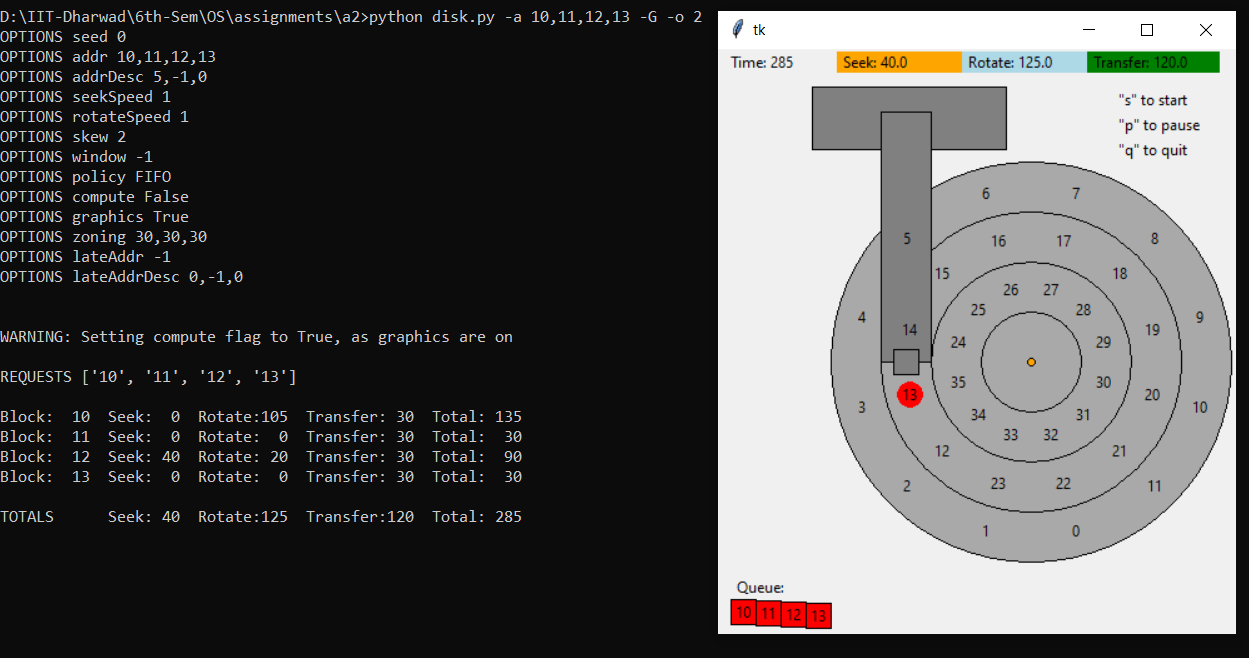 D:\IIT-Dharwad\6th-Sem\OS\assignments\a2>python disk.py -a 10,11,12,13 -G -o 2
OPTIONS seed 0
OPTIONS addr 10,11,12,13
OPTIONS addrDesc 5,-1,0
OPTIONS seekSpeed 1
OPTIONS rotateSpeed 1
OPTIONS skew 2
OPTIONS window -1
OPTIONS policy FIFO
OPTIONS compute False
OPTIONS graphics True
OPTIONS zoning 30,30,30
OPTIONS lateAddr -1
OPTIONS lateAddrDesc 0,-1,0
WARNING: Setting compute flag to True, as graphics are on
REQUESTS ['10', '11', '12', '13']
Block:  10  Seek:  0  Rotate:105  Transfer: 30  Total: 135
Block:  11  Seek:  0  Rotate:  0  Transfer: 30  Total:  30
Block:  12  Seek: 40  Rotate: 20  Transfer: 30  Total:  90
Block:  13  Seek:  0  Rotate:  0  Transfer: 30  Total:  30
TOTALS      Seek: 40  Rotate:125  Transfer:120  Total: 285
tk
Time: 285 Seek: 40.0 Rotate: 125.0 Transfer: 120.0
"s" to start
"p" to pause
"q" to quit
6 7
5 16 17 8
15 18
26 27
25 28
4 9
14 19
24 29
35 30
13 20
3 10
34 31
33 32
12 21
2 23 22 11
1 0
Queue:
10 11 12 13